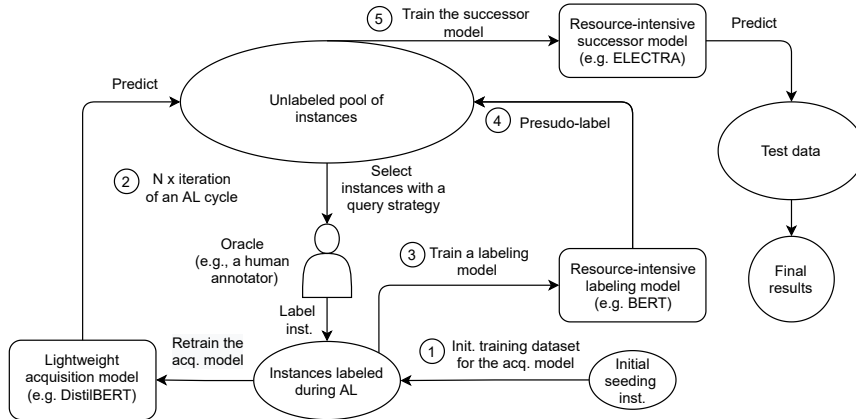 5
Train the successor
model
Resource-intensive
successor model
(e.g. ELECTRA)
Predict
Predict
Unlabeled pool of
instances
4
Presudo-label
Test data
2
N x iteration
of an AL cycle
Select
instances with a
query strategy
Oracle
(e.g., a human
annotator)
3
Train a labeling
model
Resource-intensive
labeling model
(e.g. BERT)
Final
results
Label
inst.
Retrain the
acq. model
1
Init. training dataset
for the acq. model
Lightweight
acquisition model
(e.g. DistilBERT)
Instances labeled
during AL
Initial
seeding
inst.